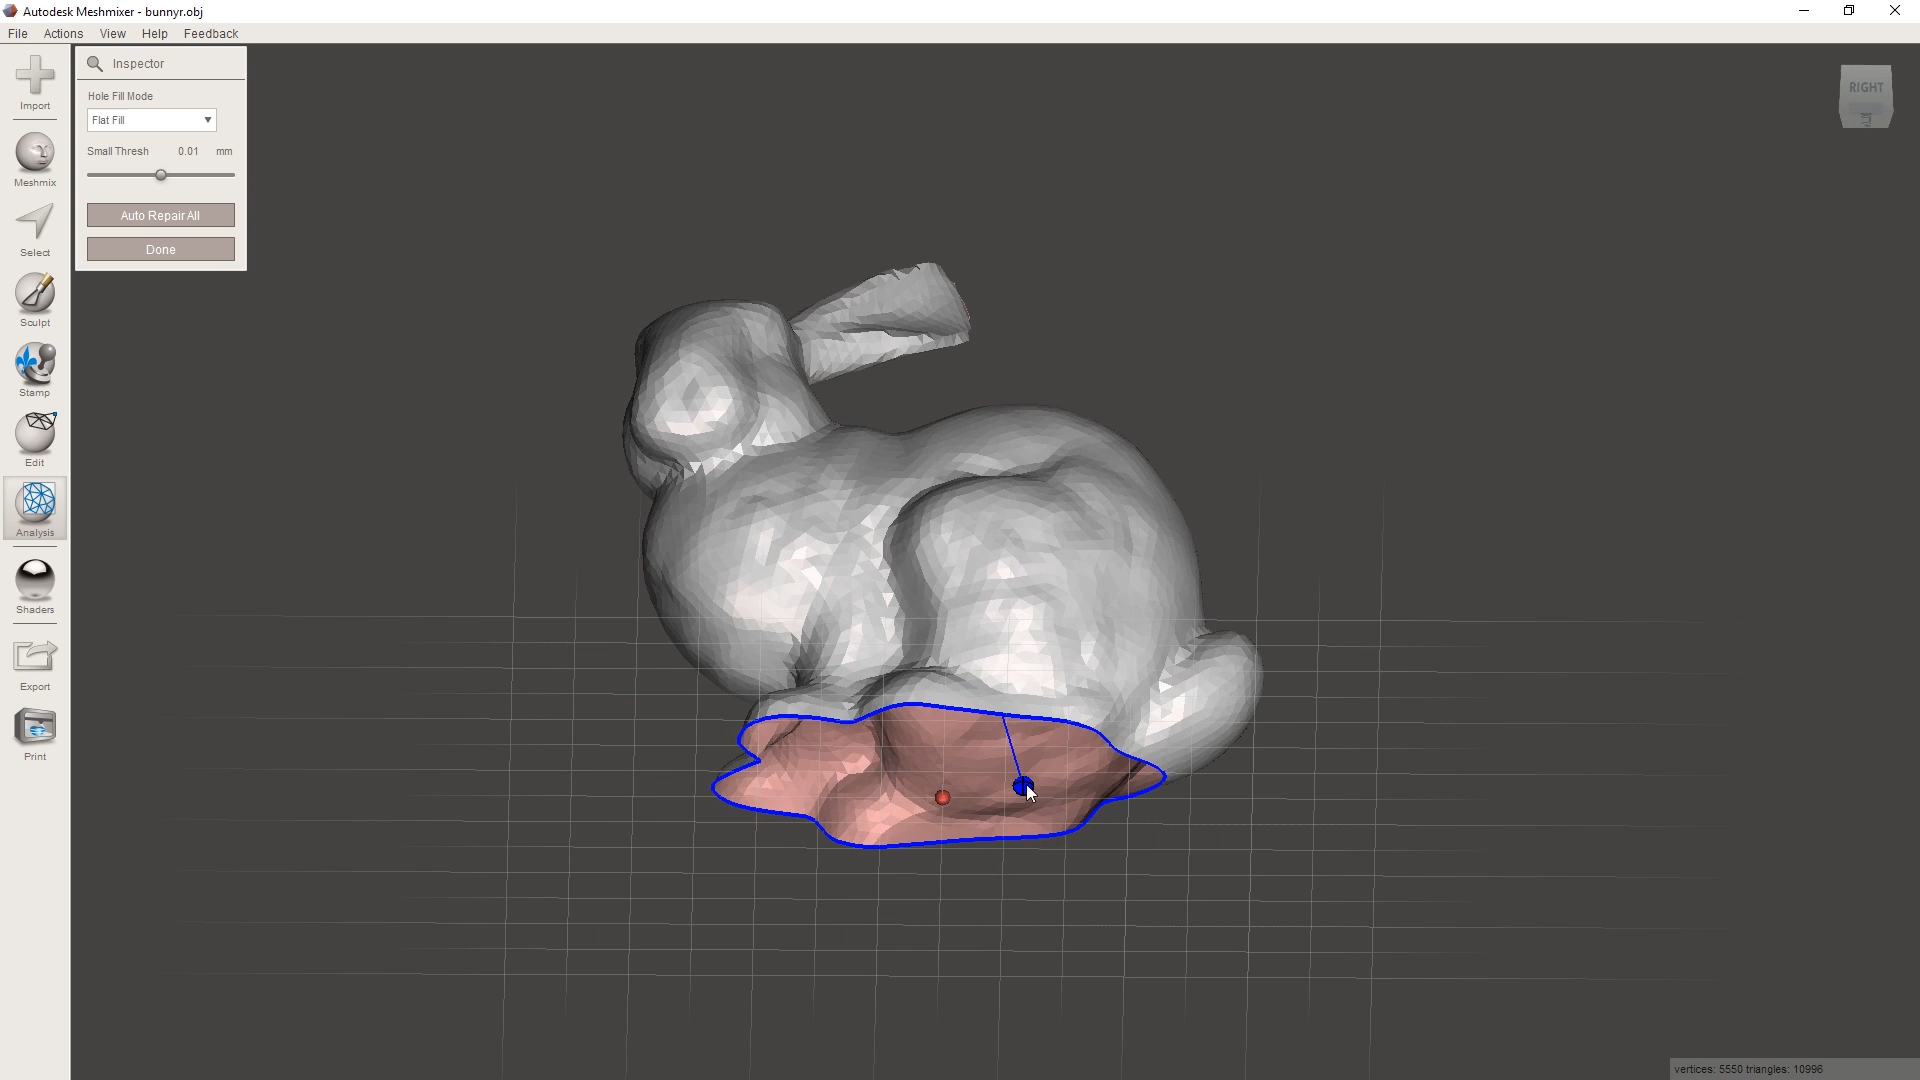 Autodesk Meshmixer - bunnyr.obj
File Actions View Help Feedback
Import
Meshmix
Select
Sculpt
Stamp
Edit
Analysis
Shaders
Export
Print
Inspector
Hole Fill Mode
Flat Fill
Small Thresh 0.01 mm
Auto Repair All
Done
RIGHT
vertices: 5550 triangles: 10996